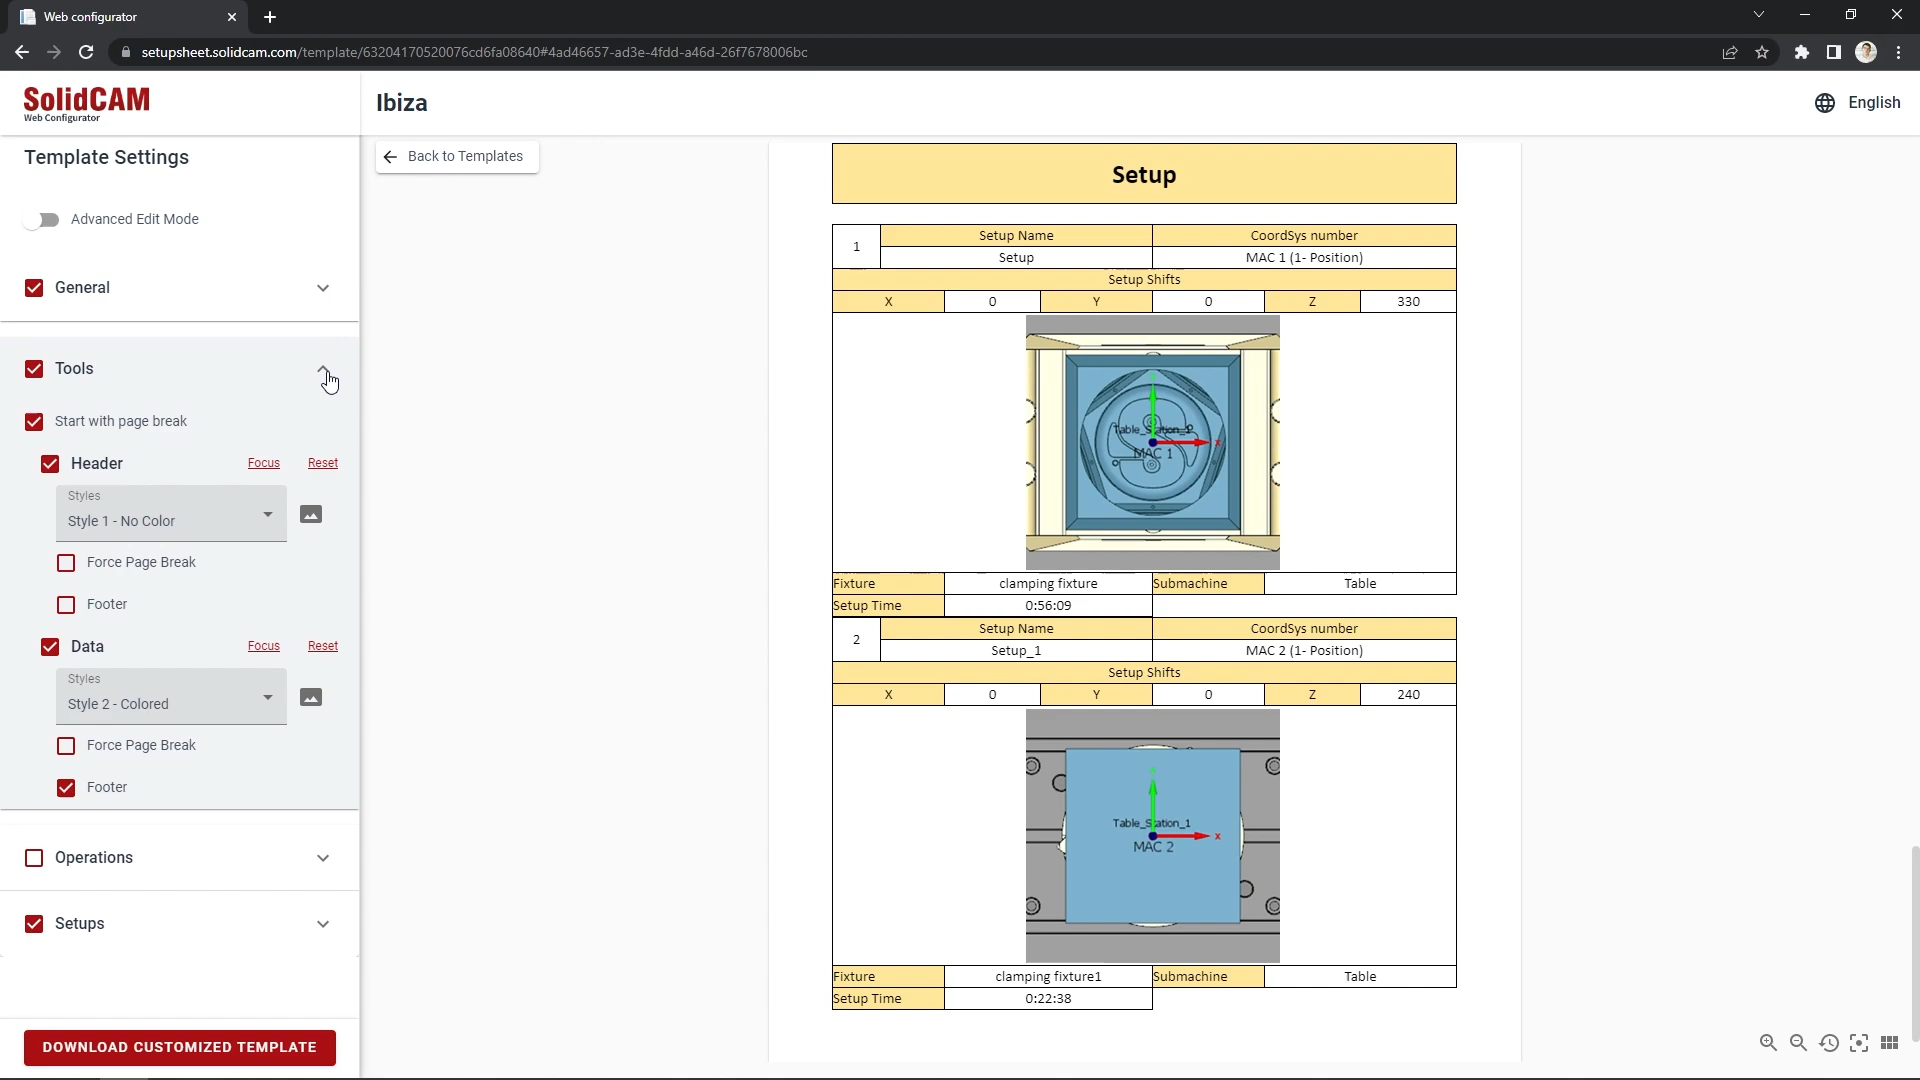 Web configurator
setupsheet.solidcam.com/template/63204170520076cd6fa08640#4ad46657-ad3e-4fdd-a46d-26f7678006bc
SolidCAM
Web Configurator
Ibiza
English
Template Settings
Back to Templates
Advanced Edit Mode
General
Tools
Start with page break
Header Focus Reset
Styles
Style 1 - No Color
Force Page Break
Footer
Data Focus Reset
Styles
Style 2 - Colored
Force Page Break
Footer
Operations
Setups
DOWNLOAD CUSTOMIZED TEMPLATE
Setup
1 Setup Name CoordSys number
Setup MAC 1 (1- Position)
Setup Shifts
X 0 Y 0 Z 330
Table_Station_1 X
MAC 1
Fixture clamping fixture Submachine Table
Setup Time 0:56:09
2 Setup Name CoordSys number
Setup_1 MAC 2 (1- Position)
Setup Shifts
X 0 Y 0 Z 240
Table_Station_1
X
MAC 2
Fixture clamping fixture1 Submachine Table
Setup Time 0:22:38